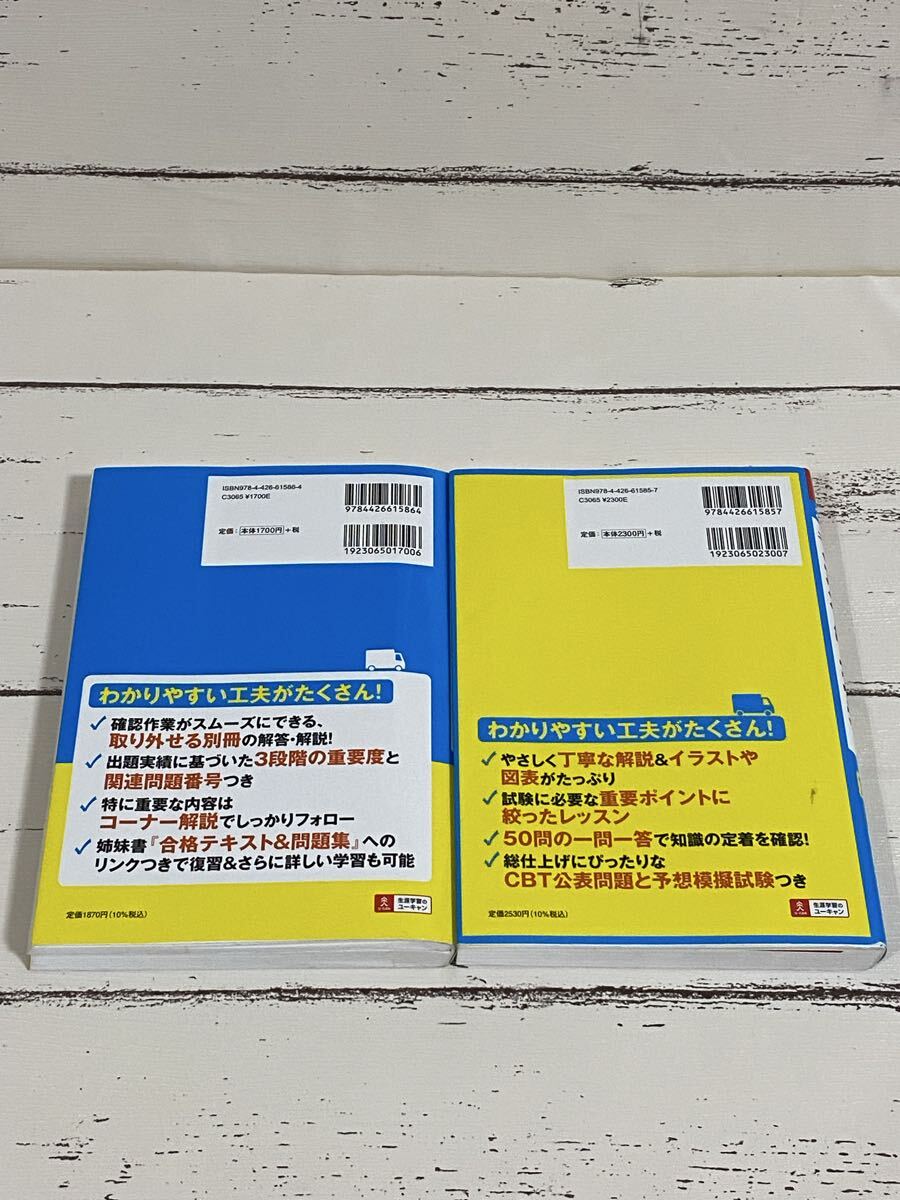 ISBN978-4-426-61586-4
C3065 ¥1700E
9784426615864
定価：本体1700円＋税
1923065017006
わかりやすい工夫がたくさん！
確認作業がスムーズにできる、
取り外せる別冊の解答・解説！
出題実績に基づいた3段階の重要度と
関連問題番号つき
特に重要な内容は
コーナー解説でしっかりフォロー
姉妹書『合格テキスト&問題集』への
リンクつきで復習&さらに詳しい学習も可能
定価1870円（10%税込）
生涯学習の
ユーキャン
ISBN978-4-426-61585-7
C3065 ¥2300E
9784426615857
定価：本体2300円＋税
1923065023007
わかりやすい工夫がたくさん！
やさしく丁寧な解説&イラストや
図表がたっぷり
試験に必要な重要ポイントに
絞ったレッスン
50問の一問一答で知識の定着を確認！
総仕上げにぴったりな
CBT公表問題と予想模擬試験つき
定価2530円（10%税込）
生涯学習の
ユーキャン